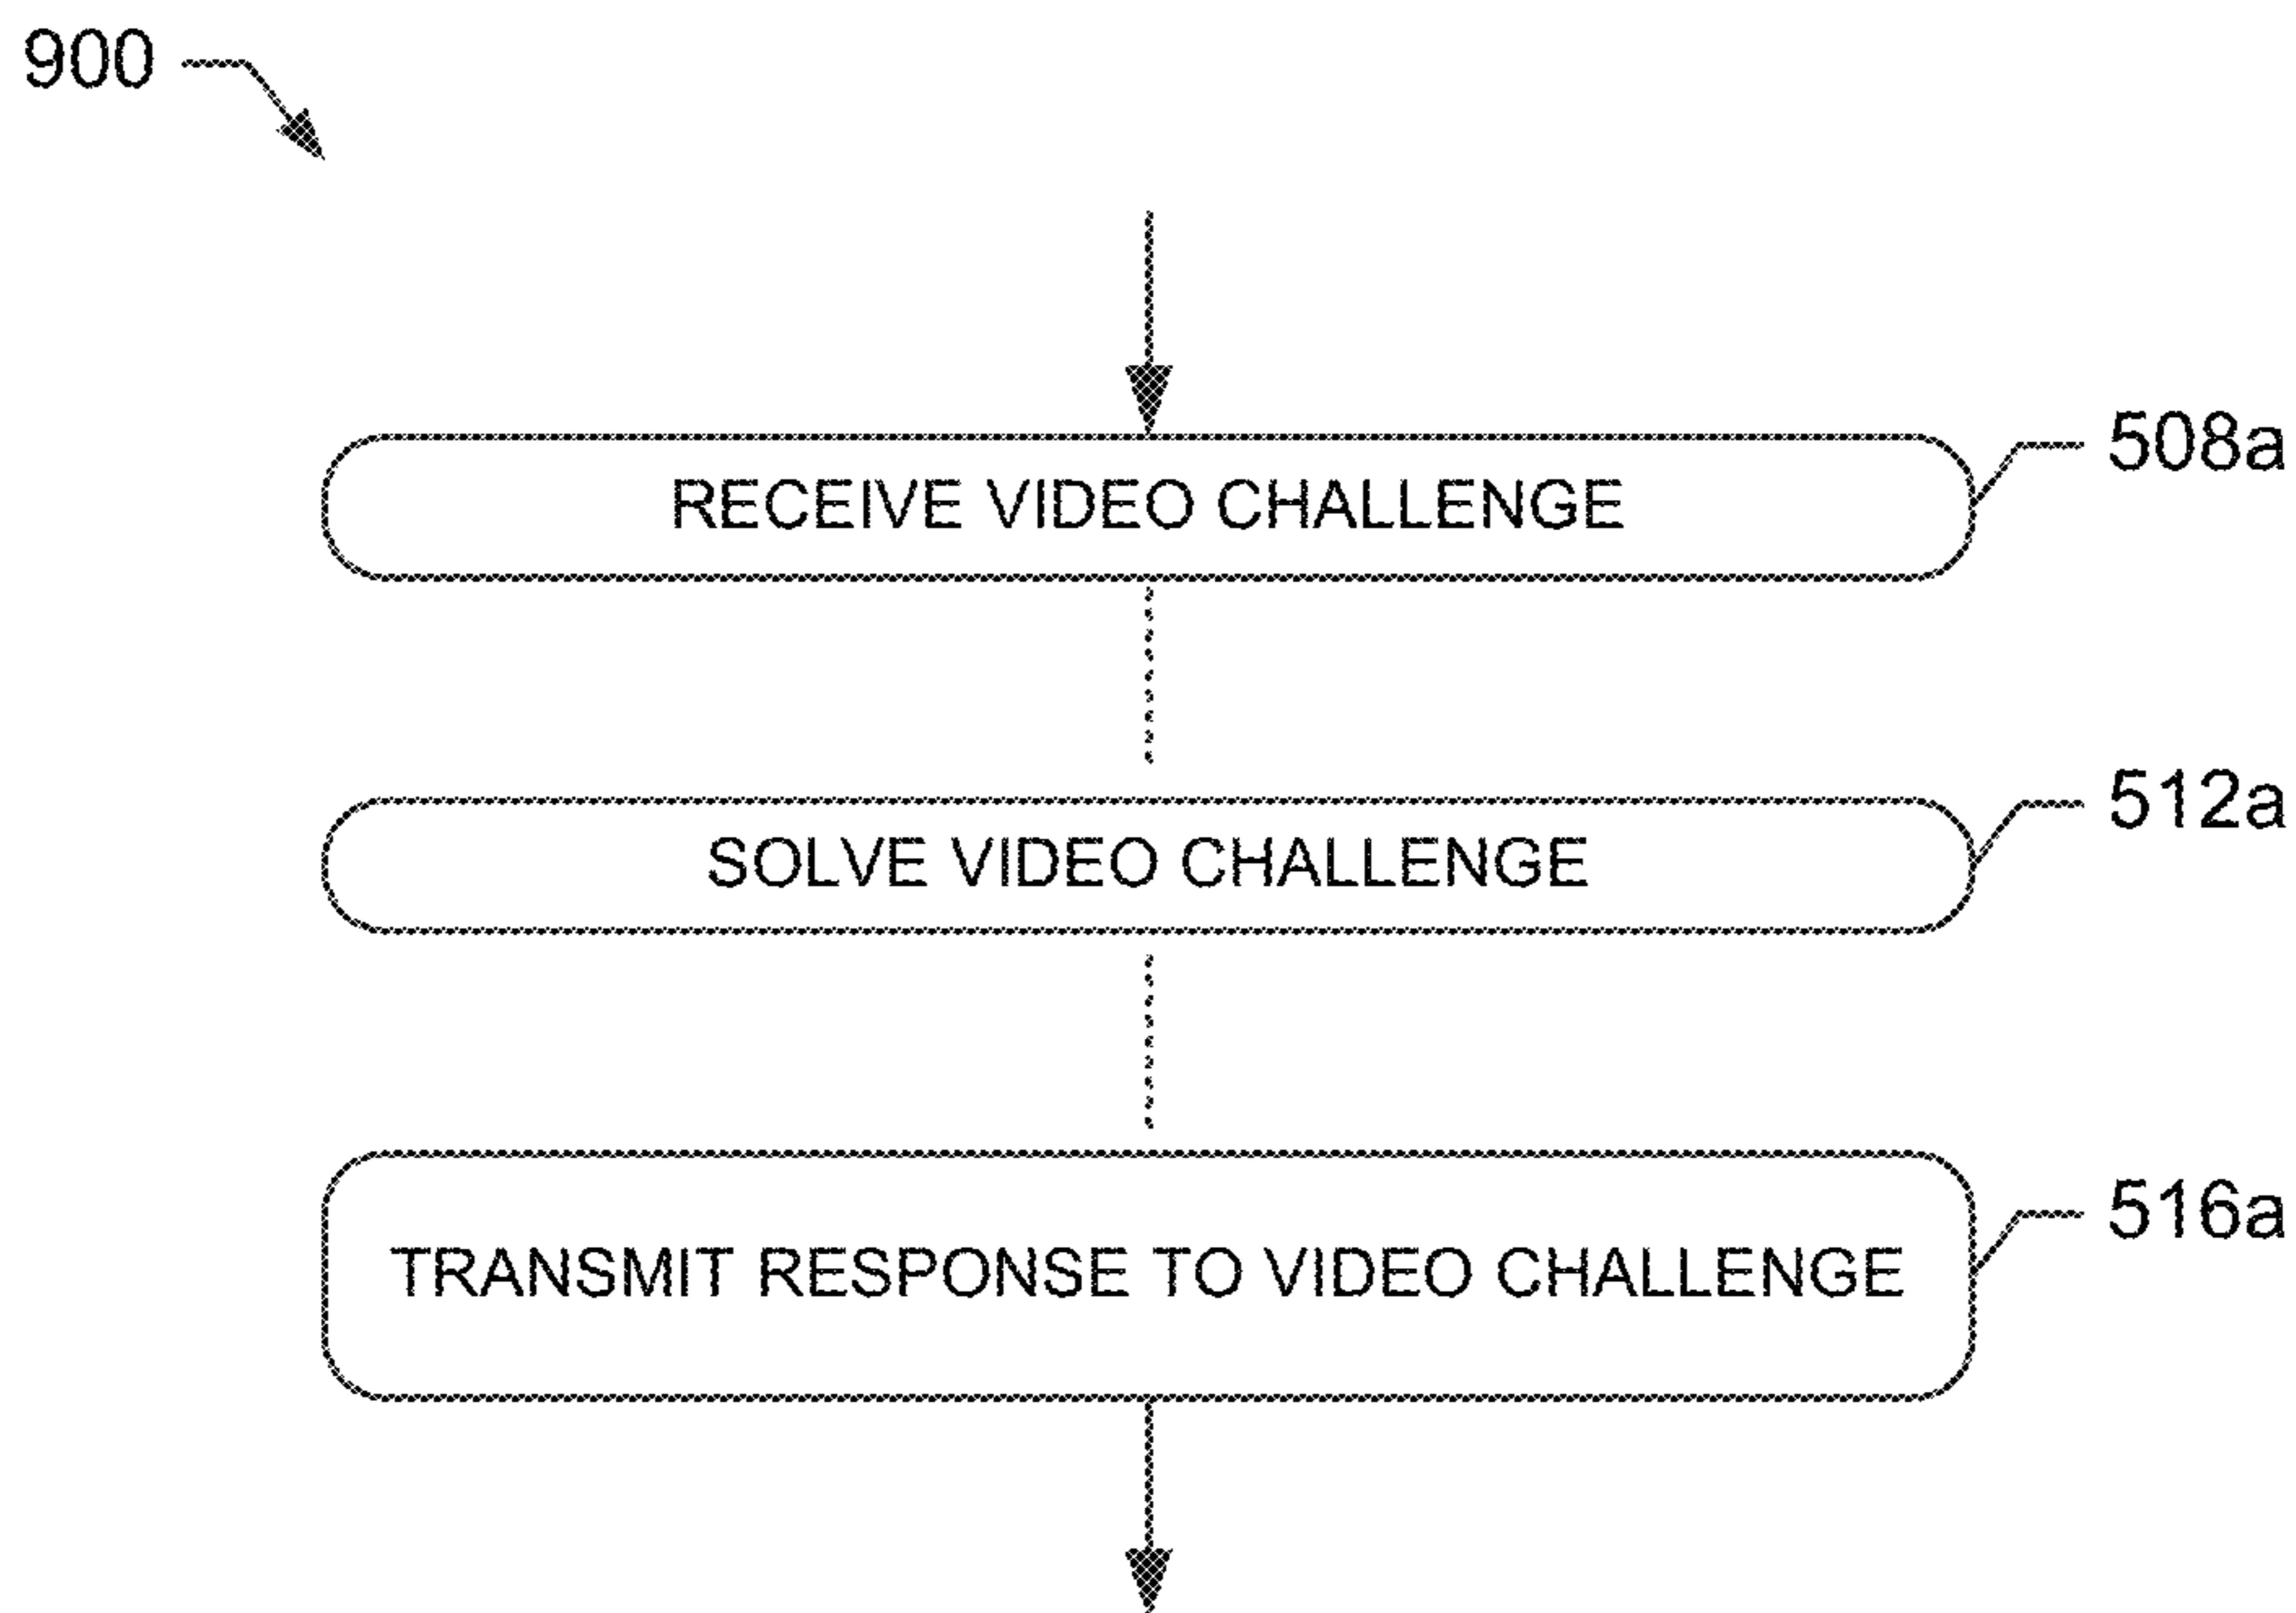 900
RECEIVE VIDEO CHALLENGE
508a
SOLVE VIDEO CHALLENGE
512a
TRANSMIT RESPONSE TO VIDEO CHALLENGE
516a